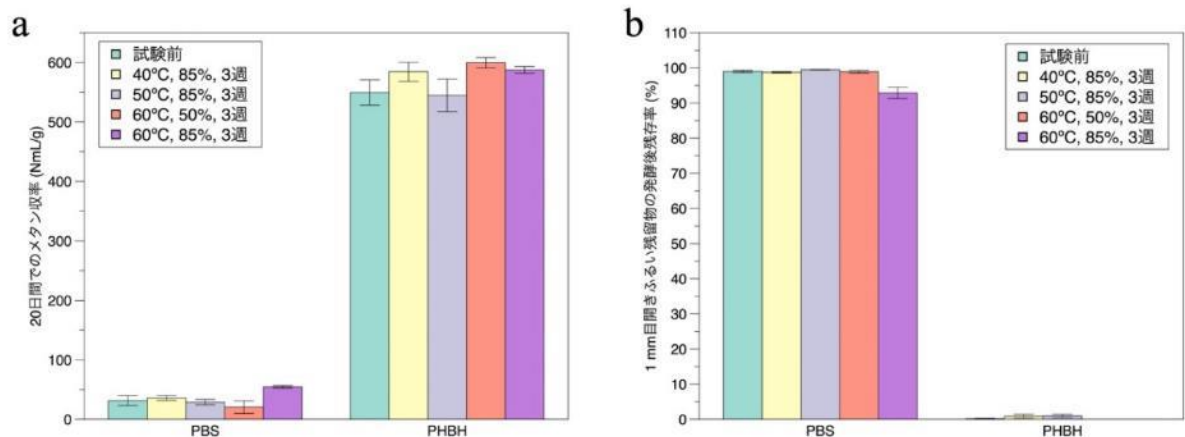 a
20日間でのメタン収率 (NmL/g)
600
500
400
300
200
100
0
試験前
40ºC, 85%, 3週
50ºC, 85%, 3週
60ºC, 50%, 3週
60ºC, 85%, 3週
PBS
PHBH
b
1 mm目開きふるい残留物の発酵後残存率 (%)
110
100
90
80
70
60
50
40
30
20
10
0
試験前
40ºC, 85%, 3週
50ºC, 85%, 3週
60ºC, 50%, 3週
60ºC, 85%, 3週
PBS
PHBH